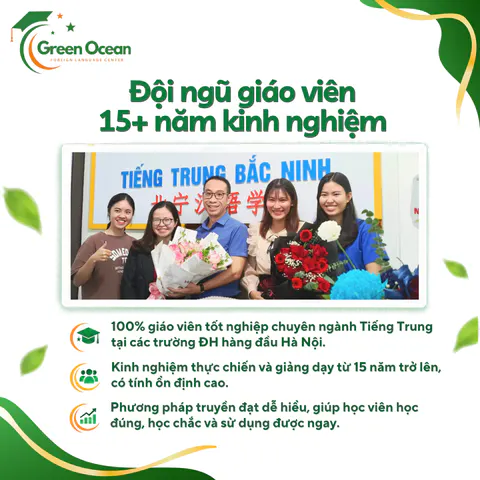 Green Ocean
FOREIGN LANGUAGE CENTER
Đội ngũ giáo viên
15+ năm kinh nghiệm
TIẾNG TRUNG BẮC NINH
100% giáo viên tốt nghiệp chuyên ngành Tiếng Trung
tại các trường ĐH hàng đầu Hà Nội.
Kinh nghiệm thực chiến và giảng dạy từ 15 năm trở lên,
có tính ổn định cao.
Phương pháp truyền đạt dễ hiểu, giúp học viên học
đúng, học chắc và sử dụng được ngay.